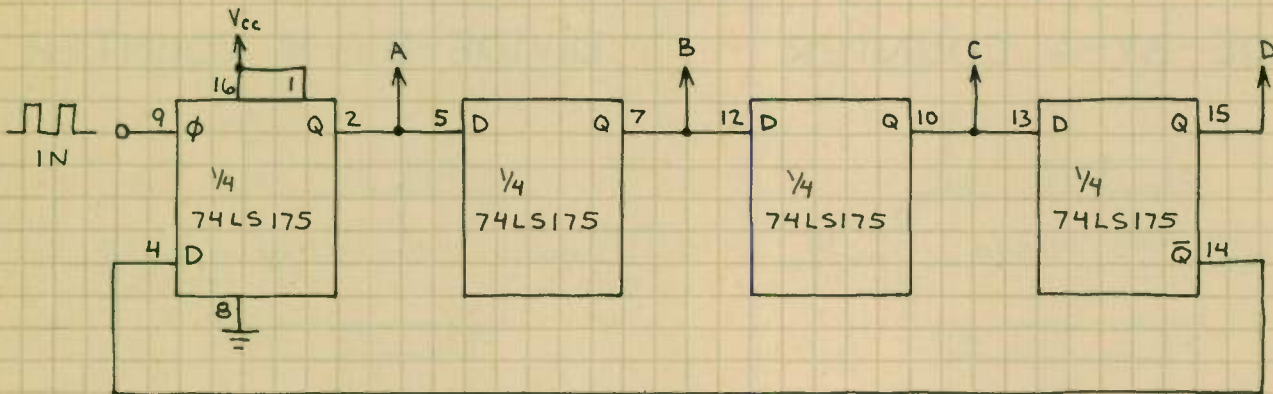 Vcc
A
B
C
D
16 1
9 Φ Q 2 5 D Q 7 12 D Q 10 13 D Q 15
IN
1/4 1/4 1/4 1/4
74LS175 74LS175 74LS175 74LS175
4 D Q̅ 14
8